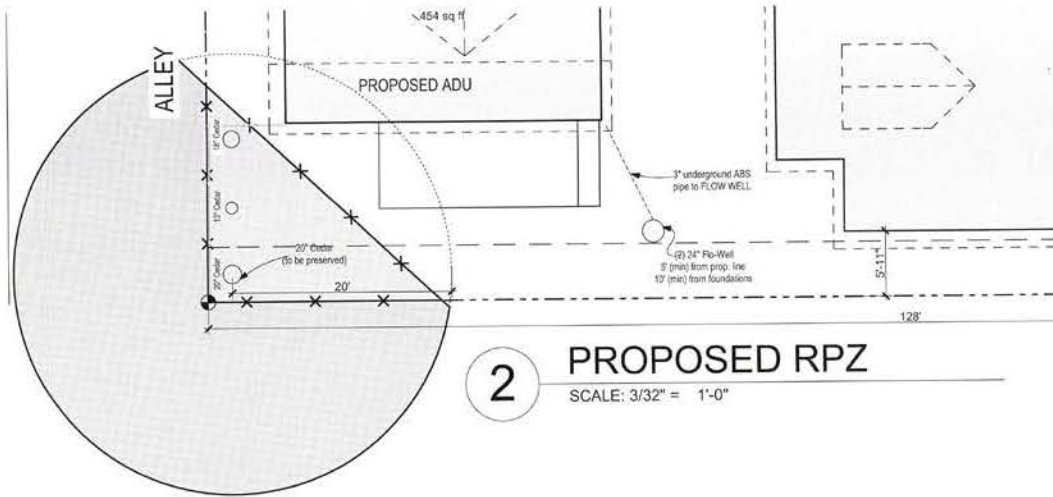 454 sq ft
ALLEY
PROPOSED ADU
18" Cedar
13" Cedar
20" Cedar
20" Cedar
(to be preserved)
20'
3" underground ABS
pipe to FLOW WELL
(2) 24" Flo-Well
5' (min) from prop. line
10' (min) from foundations
5'-11"
128'
2
PROPOSED RPZ
SCALE: 3/32" = 1'-0"